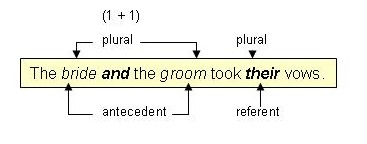 (1 + 1)
plural plural
The bride and the groom took their vows.
antecedent referent